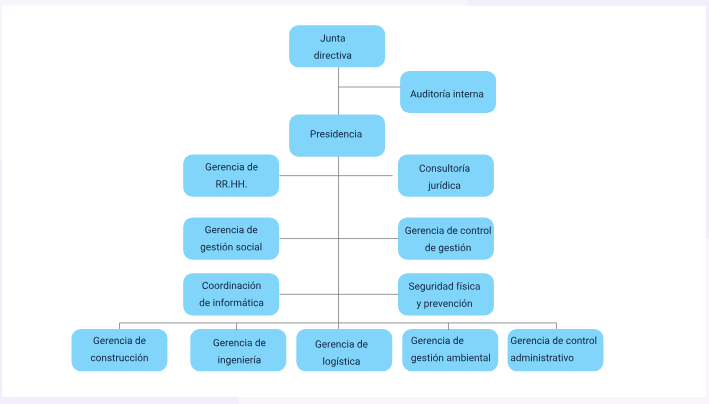 Junta
directiva
Auditoría interna
Presidencia
Gerencia de
RR.HH.
Consultoría
jurídica
Gerencia de
gestión social
Gerencia de control
de gestión
Coordinación
de informática
Seguridad física
y prevención
Gerencia de
construcción
Gerencia de
ingeniería
Gerencia de
logística
Gerencia de
gestión ambiental
Gerencia de control
administrativo